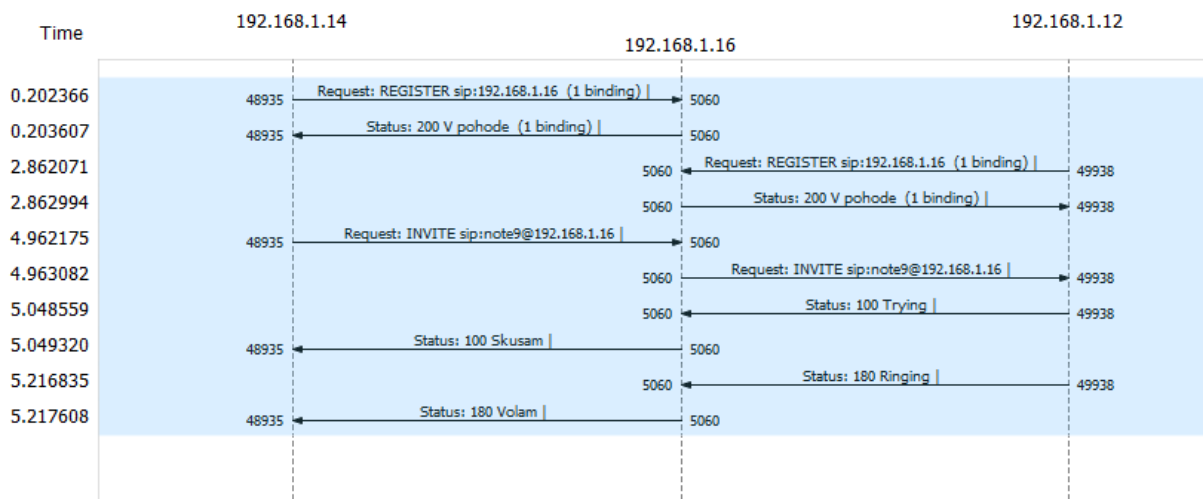 192.168.1.14 192.168.1.12
Time
192.168.1.16
0.202366 48935 Request: REGISTER sip:192.168.1.16 (1 binding) | 5060
0.203607 48935 Status: 200 V pohode (1 binding) | 5060
2.862071 5060 Request: REGISTER sip:192.168.1.16 (1 binding) | 49938
2.862994 5060 Status: 200 V pohode (1 binding) | 49938
4.962175 48935 Request: INVITE sip:note9@192.168.1.16 | 5060
4.963082 5060 Request: INVITE sip:note9@192.168.1.16 | 49938
5.048559 5060 Status: 100 Trying | 49938
5.049320 48935 Status: 100 Skusam | 5060
5.216835 5060 Status: 180 Ringing | 49938
5.217608 48935 Status: 180 Volam | 5060